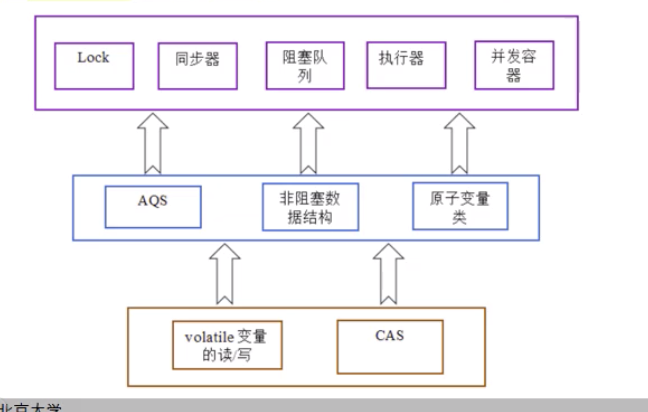 Lock
同步器
阻塞队
列
执行器
并发容
器
AQS
非阻塞数
据结构
原子变量
类
volatile 变量
的读/写
CAS
北京大学